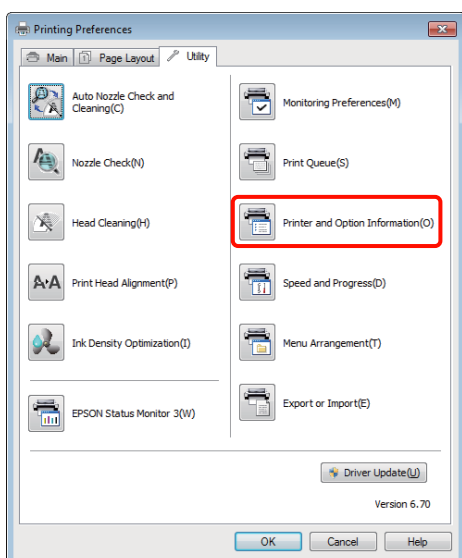 Printing Preferences
Main
Page Layout
Utility
Auto Nozzle Check and
Cleaning(C)
Monitoring Preferences(M)
Nozzle Check(N)
Print Queue(S)
Head Cleaning(H)
Printer and Option Information(O)
Print Head Alignment(P)
Speed and Progress(D)
Ink Density Optimization(I)
Menu Arrangement(T)
EPSON Status Monitor 3(W)
Export or Import(E)
Driver Update(U)
Version 6.70
OK
Cancel
Help